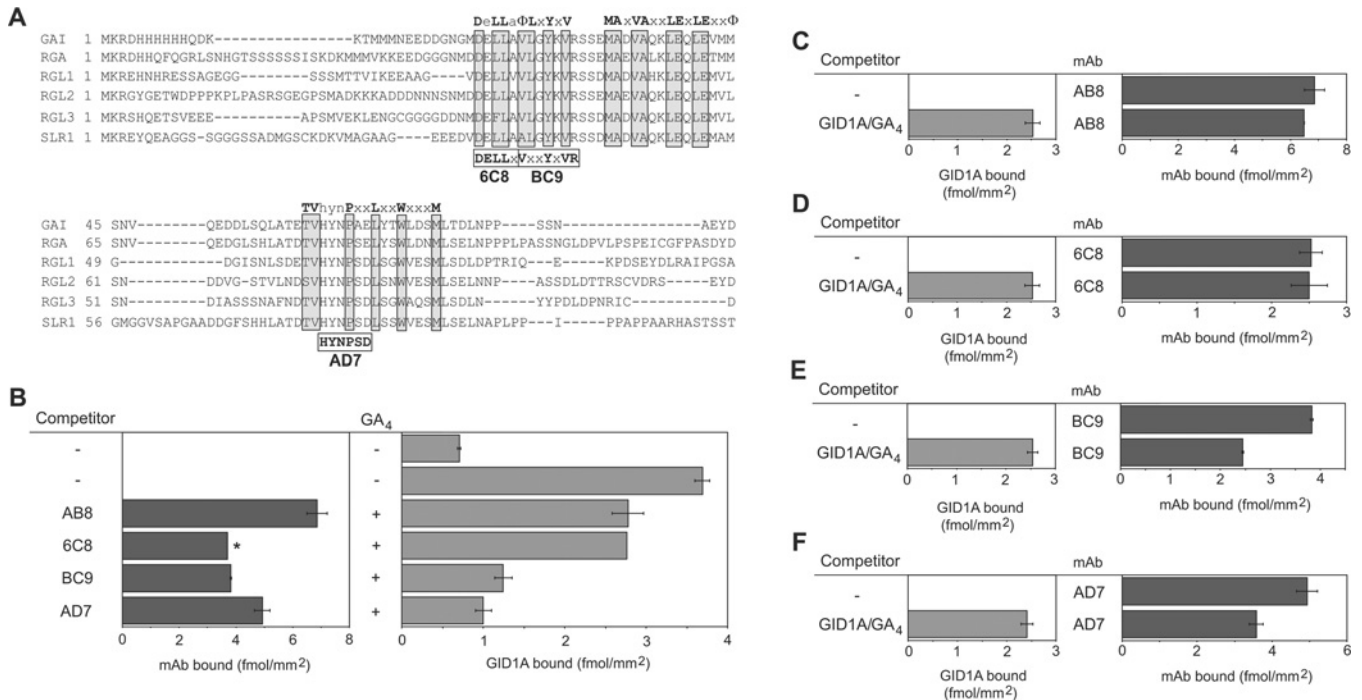 A
DeLLaΦLxYxV MAxVAxxLExLExxΦ
GAI 1 MKRDHHHHHHQDK---------------KTMMMNEEDDGNGMDELLAVLGYKVRSSEMADVAQKLEQLEVMM
RGA 1 MKRDHHQFQGRLSNHGTSSSSSSISKDKMMMVKKEEDGGGNMDDELLAVLGYKVRSSEMAEVALKLEQLETMM
RGL1 1 MKREHNHRESSAGEGG------SSSMTTVIKEEAAG---VDELLVVLGYKVRSSDMADVAHKLEQLEMVL
RGL2 1 MKRGYGETWDPPPKPLPASRSGEGPSMADKKKADDDNNNSNMDDELLAVLGYKVRSSEMAEVAQKLEQLEMVL
RGL3 1 MKRSHQETSVEEE------APSMVEKLENGCGGGGDDNMDEFLAVLGYKVRSSDMADVAQKLEQLEMVL
SLR1 1 MKREYQEAGGS-SGGGSSADMGSCKDKVMAGAAG----EEEDVDELLAALGYKVRSSDMADVAQKLEQLEMAM
DELLxVxxYxVR
6C8 BC9
TVhynPxxLxxWxxxM
GAI 45 SNV--------QEDDLSQLATETVHYNPAELYTWLDSMLTDLNPP----SSN------------AEYD
RGA 65 SNV--------QEDGLSHLATDTVHYNPSELYSWLDNMLSELNPPPLPASSNGLDPVLPSPEICGFPASDYD
RGL1 49 G----------DGISNLSDETVHYNPSDLSGWVESMLSDLDPTRIQ---E---KPDSEYDLRAIPGSA
RGL2 61 SN---------DDVG-STVLNDSVHYNPSDLSNWVESMLSELNNPASSDLDTTRSCVDRS---EYD
RGL3 51 D----------DIASSSNAFNDTVHYNPSDLSGWAQSMLSDLN-----YYPDLDPNRIC---------D
SLR1 56 GMGGVSAPGAADDGFSHHLATDTVHYNPSDLSSWVESMLSELNAPLPP---I---PPAPPAARHASTSST
HYNPSD
AD7
B
Competitor GA4
- -
- -
AB8 +
6C8 * +
BC9 +
AD7 +
0 2 4 6 8 0 1 2 3 4
mAb bound (fmol/mm2) GID1A bound (fmol/mm2)
C
Competitor mAb
- AB8
GID1A/GA4 AB8
0 1 2 3 0 2 4 6 8
GID1A bound
(fmol/mm2)
mAb bound (fmol/mm2)
D
Competitor mAb
- 6C8
GID1A/GA4 6C8
0 1 2 3 0 1 2 3
GID1A bound
(fmol/mm2)
mAb bound (fmol/mm2)
E
Competitor mAb
- BC9
GID1A/GA4 BC9
0 1 2 3 0 1 2 3 4
GID1A bound
(fmol/mm2)
mAb bound (fmol/mm2)
F
Competitor mAb
- AD7
GID1A/GA4 AD7
0 1 2 3 0 1 2 3 4 5 6
GID1A bound
(fmol/mm2)
mAb bound (fmol/mm2)